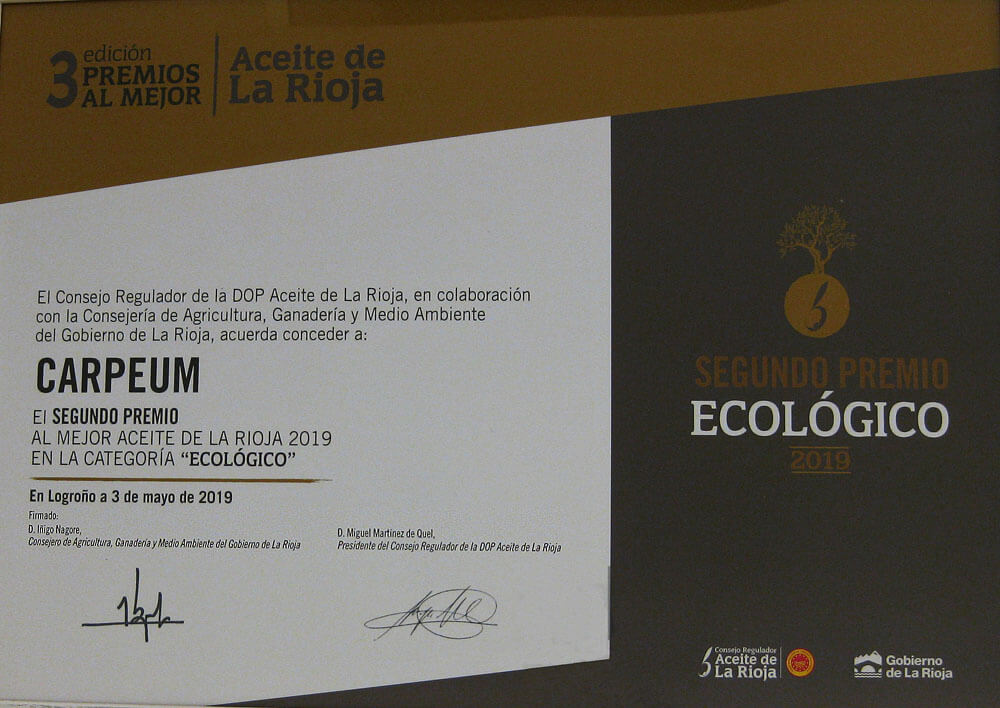 3 edición
PREMIOS
AL MEJOR
Aceite de
La Rioja
El Consejo Regulador de la DOP Aceite de La Rioja, en colaboración
con la Consejería de Agricultura, Ganadería y Medio Ambiente
del Gobierno de La Rioja, acuerda conceder a:
CARPEUM
El SEGUNDO PREMIO
AL MEJOR ACEITE DE LA RIOJA 2019
EN LA CATEGORÍA “ECOLÓGICO”
En Logroño a 3 de mayo de 2019
Firmado:
D. Iñigo Nagore,
Consejero de Agricultura, Ganadería y Medio Ambiente del Gobierno de La Rioja
D. Miguel Martínez de Quel,
Presidente del Consejo Regulador de la DOP Aceite de La Rioja
SEGUNDO PREMIO
ECOLÓGICO
2019
Consejo Regulador
Aceite de
La Rioja
Gobierno
de La Rioja